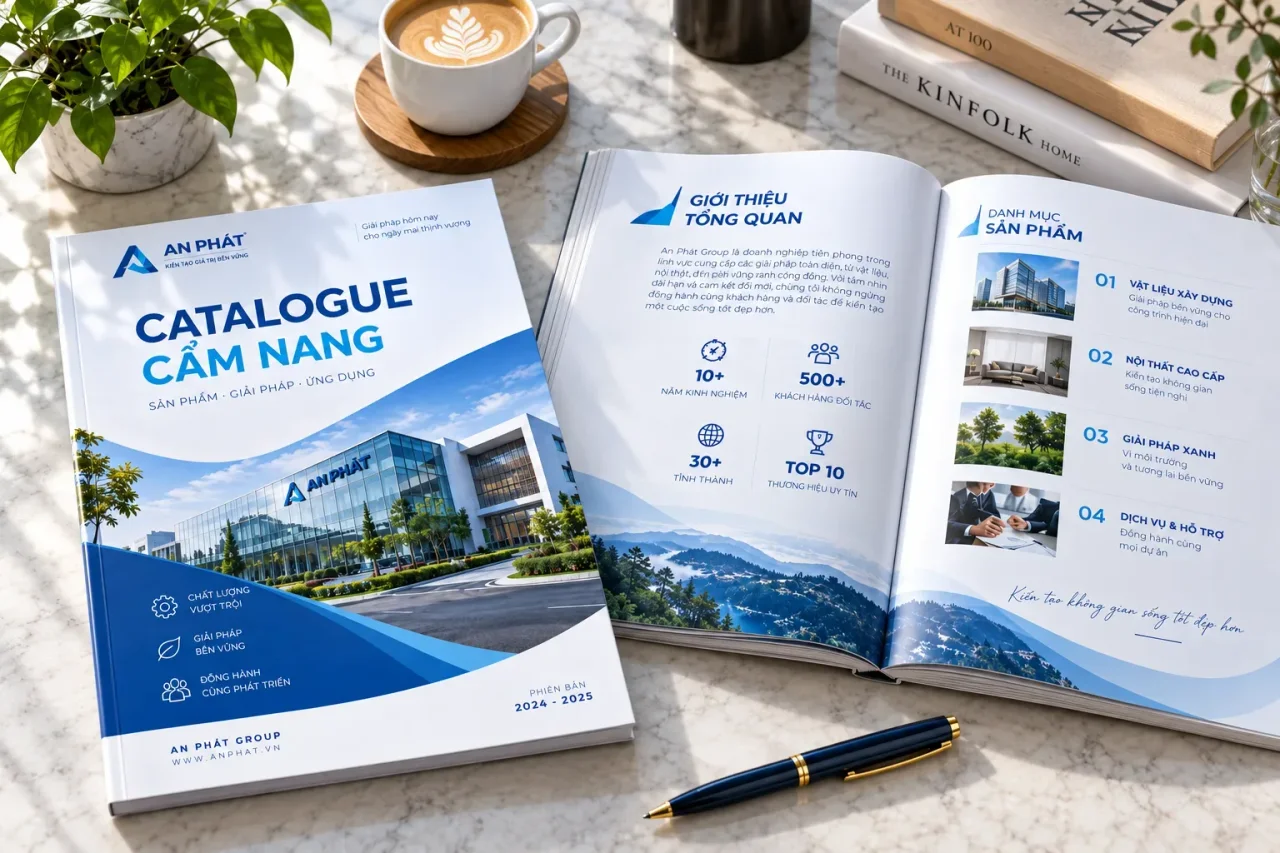 AN PHÁT
KIẾN TẠO GIÁ TRỊ BỀN VỮNG
Giải pháp hôm nay
cho ngày mai thịnh vượng
CATALOGUE
CẨM NANG
SẢN PHẨM · GIẢI PHÁP · ỨNG DỤNG
AN PHÁT
CHẤT LƯỢNG
VƯỢT TRỘI
GIẢI PHÁP
BỀN VỮNG
ĐỒNG HÀNH
CÙNG PHÁT TRIỂN
PHIÊN BẢN
2024 - 2025
AN PHÁT GROUP
WWW.ANPHAT.VN
GIỚI THIỆU
TỔNG QUAN
An Phát Group là doanh nghiệp tiên phong trong
lĩnh vực cung cấp các giải pháp toàn diện, từ vật liệu,
nội thất, đến vững cộng đồng. Với tầm nhìn
dài hạn và cam kết đổi mới, chúng tôi không ngừng
đồng hành cùng khách hàng và đối tác để kiến tạo
một cuộc sống tốt đẹp hơn.
10+
NĂM KINH NGHIỆM
500+
KHÁCH HÀNG ĐỐI TÁC
30+
TỈNH THÀNH
TOP 10
THƯƠNG HIỆU UY TÍN
DANH MỤC
SẢN PHẨM
01 VẬT LIỆU XÂY DỰNG
Giải pháp bền vững cho
công trình hiện đại
02 NỘI THẤT CAO CẤP
Kiến tạo không gian
sống tiện nghi
03 GIẢI PHÁP XANH
Vì môi trường
và tương lai bền vững
04 DỊCH VỤ & HỖ TRỢ
Đồng hành cùng
mọi dự án
Kiến tạo không gian sống tốt đẹp hơn
AT 100
THE KINFOLK HOME